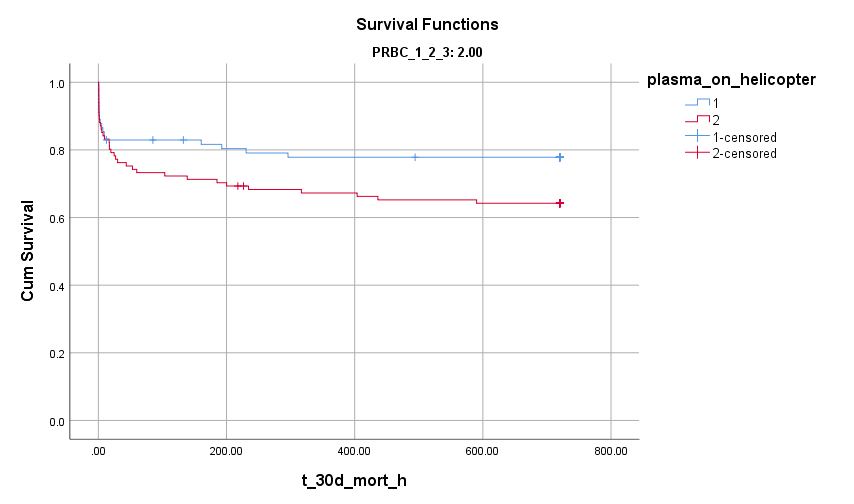 Survival Functions
PRBC_1_2_3: 2.00
plasma_on_helicopter
1
2
1-censored
2-censored
Cum Survival
1.0
0.8
0.6
0.4
0.2
0.0
.00 200.00 400.00 600.00 800.00
t_30d_mort_h